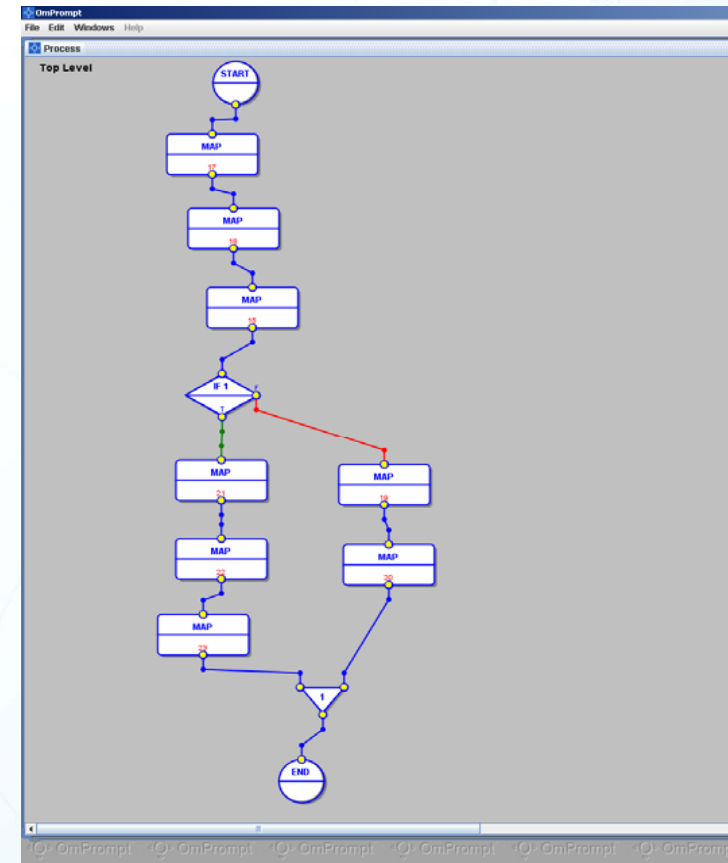 OmPrompt
File Edit Windows Help
Process
Top Level
START
MAP
17
MAP
18
MAP
15
IF 1
F
T
MAP
21
MAP
19
MAP
22
MAP
20
MAP
23
1
END
OmPrompt OmPrompt OmPrompt OmPrompt OmPrompt OmPrompt